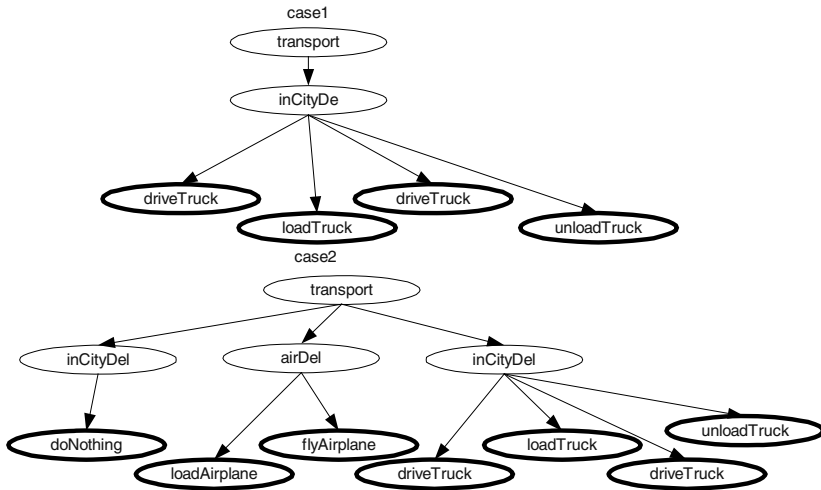 case1
transport
inCityDe
driveTruck
loadTruck
driveTruck
unloadTruck
case2
transport
inCityDel
airDel
inCityDel
doNothing
loadAirplane
flyAirplane
driveTruck
loadTruck
driveTruck
unloadTruck